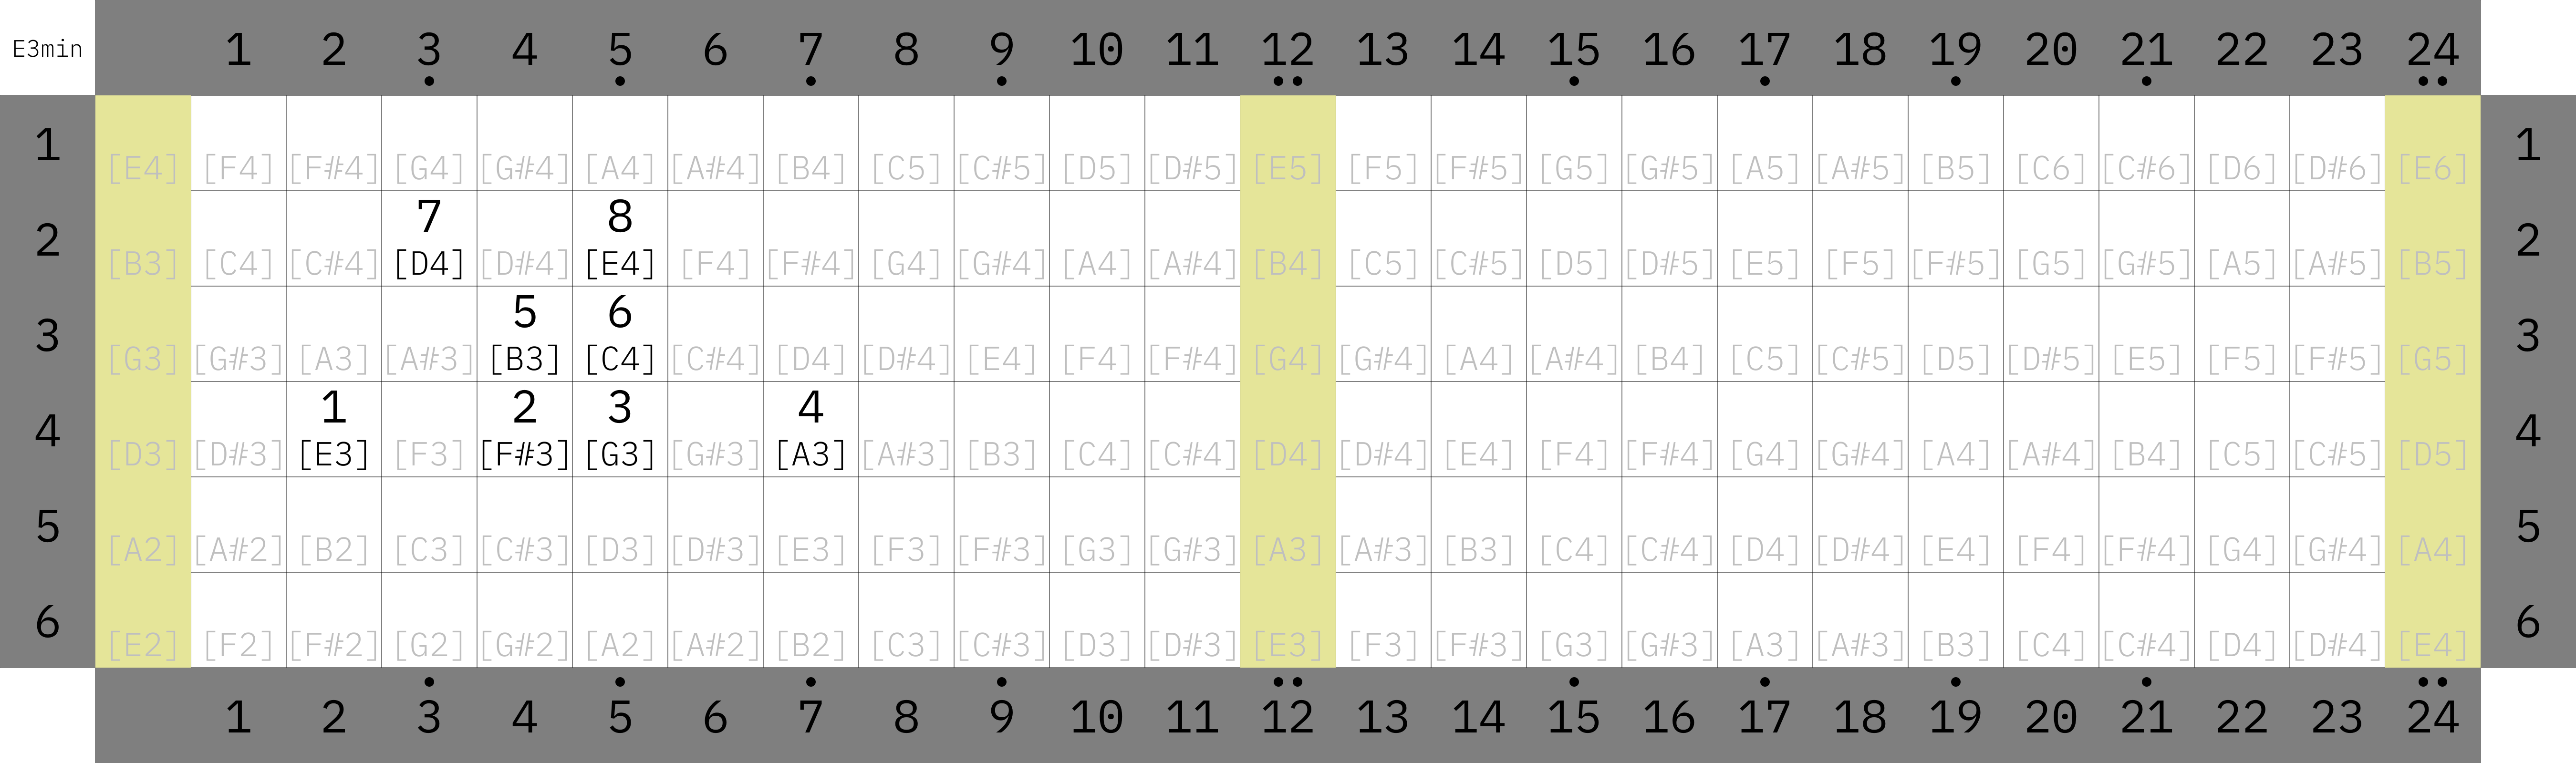 E3min 1 2 3 4 5 6 7 8 9 10 11 12 13 14 15 16 17 18 19 20 21 22 23 24
1 [E4] [F4] [F#4] [G4] [G#4] [A4] [A#4] [B4] [C5] [C#5] [D5] [D#5] [E5] [F5] [F#5] [G5] [G#5] [A5] [A#5] [B5] [C6] [C#6] [D6] [D#6] [E6] 1
7 8
2 [B3] [C4] [C#4] [D4] [D#4] [E4] [F4] [F#4] [G4] [G#4] [A4] [A#4] [B4] [C5] [C#5] [D5] [D#5] [E5] [F5] [F#5] [G5] [G#5] [A5] [A#5] [B5] 2
5 6
3 [G3] [G#3] [A3] [A#3] [B3] [C4] [C#4] [D4] [D#4] [E4] [F4] [F#4] [G4] [G#4] [A4] [A#4] [B4] [C5] [C#5] [D5] [D#5] [E5] [F5] [F#5] [G5] 3
1 2 3 4
4 [D3] [D#3] [E3] [F3] [F#3] [G3] [G#3] [A3] [A#3] [B3] [C4] [C#4] [D4] [D#4] [E4] [F4] [F#4] [G4] [G#4] [A4] [A#4] [B4] [C5] [C#5] [D5] 4
5 [A2] [A#2] [B2] [C3] [C#3] [D3] [D#3] [E3] [F3] [F#3] [G3] [G#3] [A3] [A#3] [B3] [C4] [C#4] [D4] [D#4] [E4] [F4] [F#4] [G4] [G#4] [A4] 5
6 [E2] [F2] [F#2] [G2] [G#2] [A2] [A#2] [B2] [C3] [C#3] [D3] [D#3] [E3] [F3] [F#3] [G3] [G#3] [A3] [A#3] [B3] [C4] [C#4] [D4] [D#4] [E4] 6
1 2 3 4 5 6 7 8 9 10 11 12 13 14 15 16 17 18 19 20 21 22 23 24